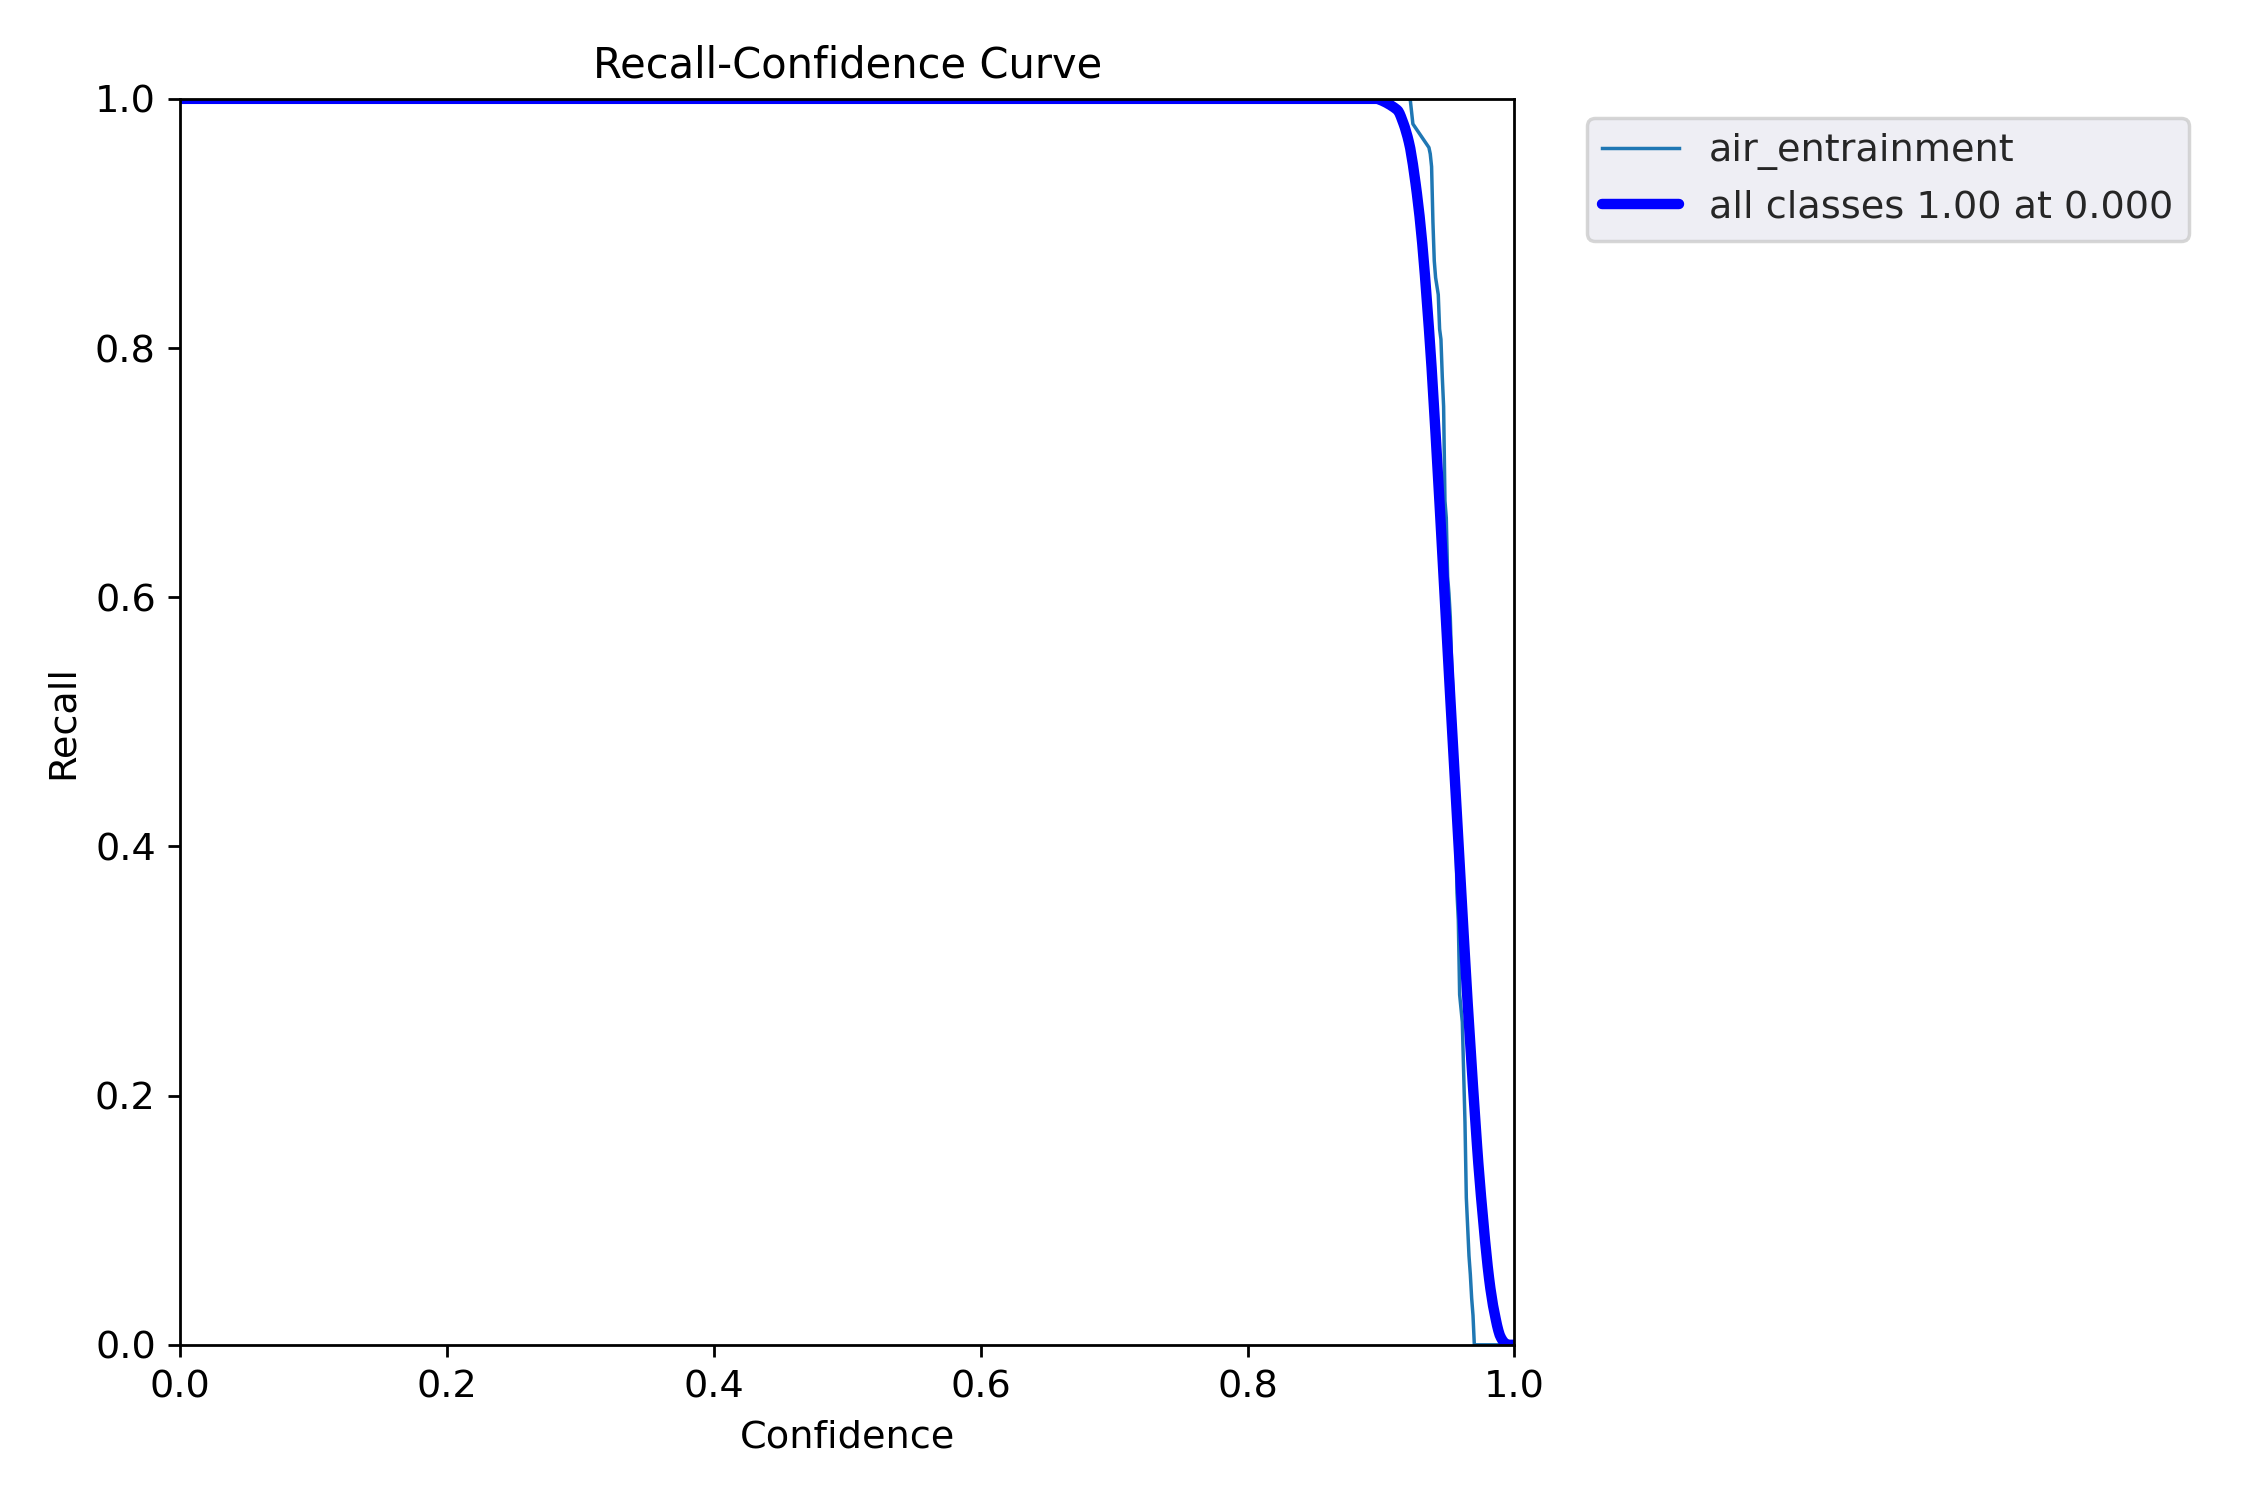 Recall-Confidence Curve
air_entrainment
all classes 1.00 at 0.000
1.0
0.8
0.6
0.4
0.2
0.0
Recall
0.0 0.2 0.4 0.6 0.8 1.0
Confidence